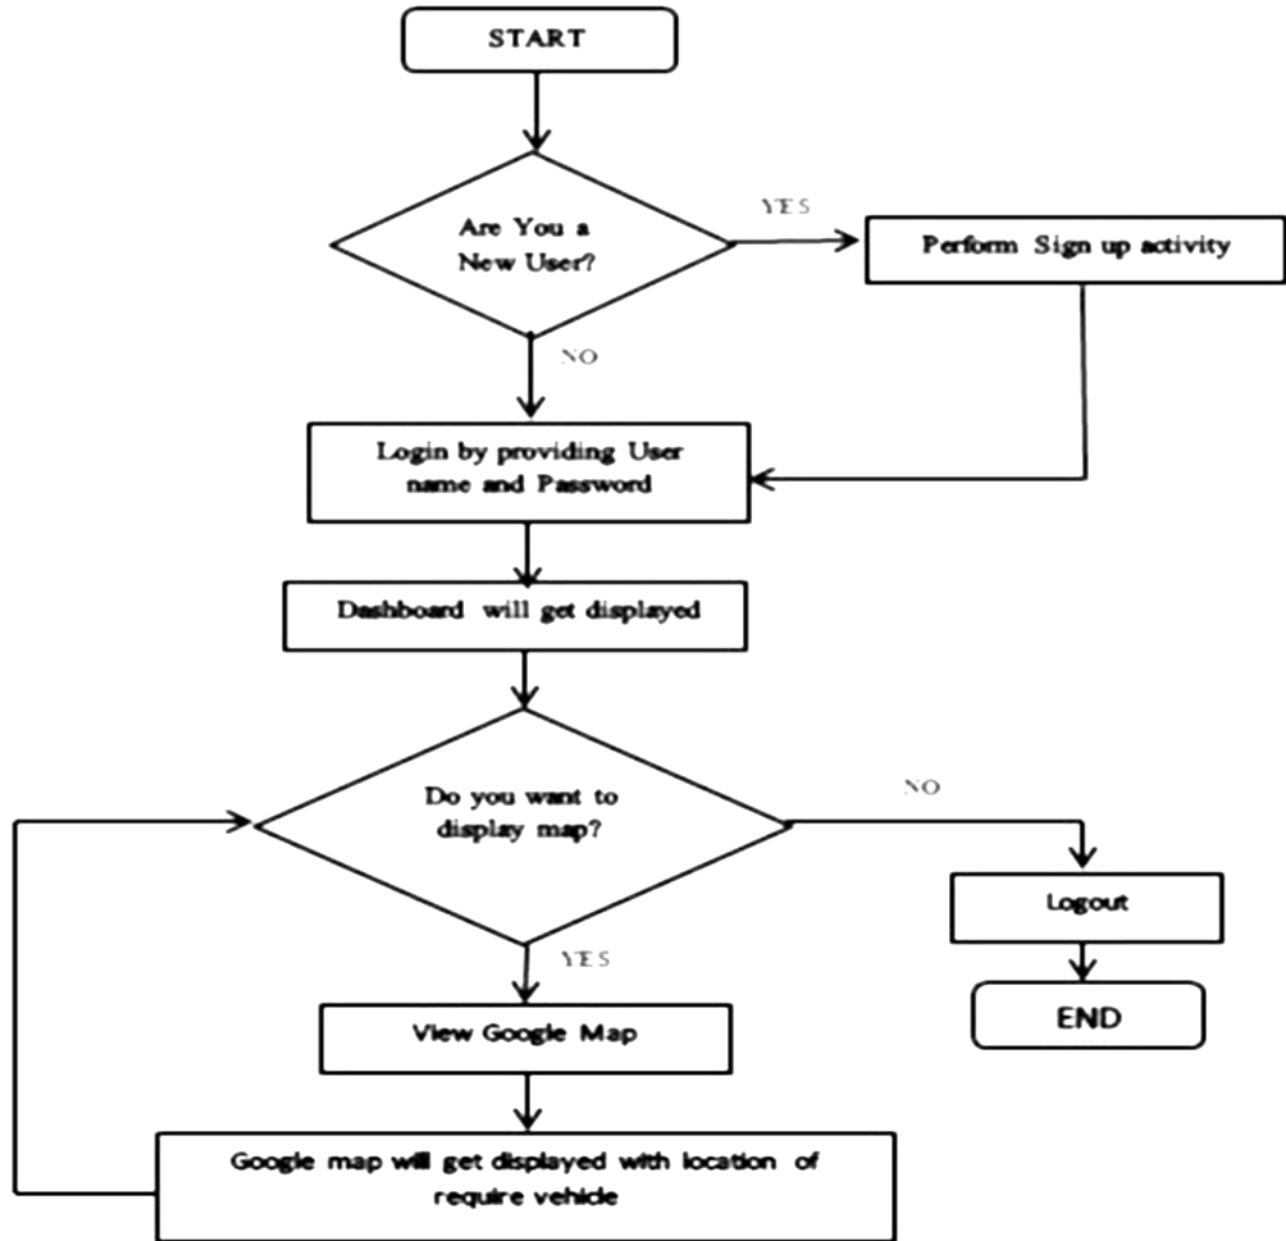 START
Are You a
New User?
YES
Perform Sign up activity
NO
Login by providing User
name and Password
Dashboard will get displayed
Do you want to
display map?
NO
Logout
YES
END
View Google Map
Google map will get displayed with location of
require vehicle